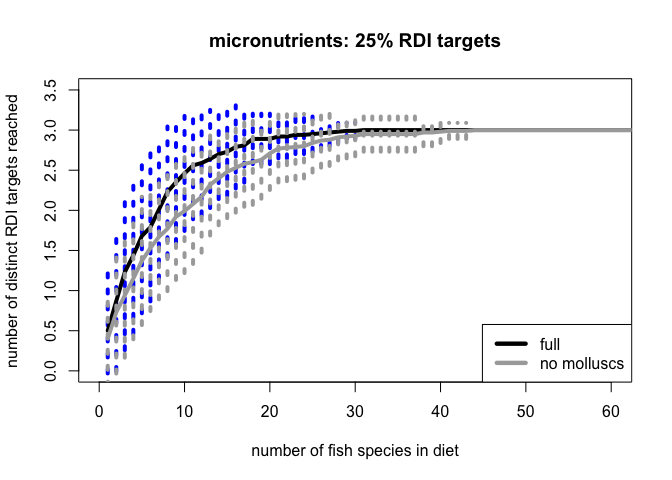 micronutrients: 25% RDI targets
number of distinct RDI targets reached
3.5
3.0
2.5
2.0
1.5
1.0
0.5
0.0
full
no molluscs
0 10 20 30 40 50 60
number of fish species in diet